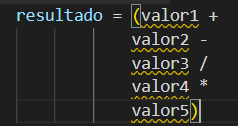 resultado = (valor1 +
valor2 -
valor3 /
valor4 *
valor5)